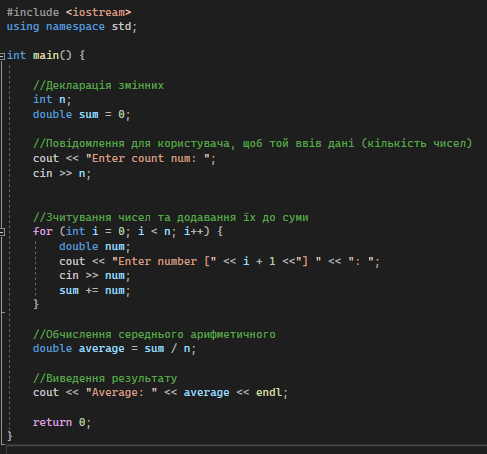 #include <iostream>
using namespace std;
int main() {
//Декларація змінних
int n;
double sum = 0;
//Повідомлення для користувача, щоб той ввів дані (кількість чисел)
cout << "Enter count num: ";
cin >> n;
//Зчитування чисел та додавання їх до суми
for (int i = 0; i < n; i++) {
double num;
cout << "Enter number [" << i + 1 <<"] " << ": ";
cin >> num;
sum += num;
}
//Обчислення середнього арифметичного
double average = sum / n;
//Виведення результату
cout << "Average: " << average << endl;
return 0;
}